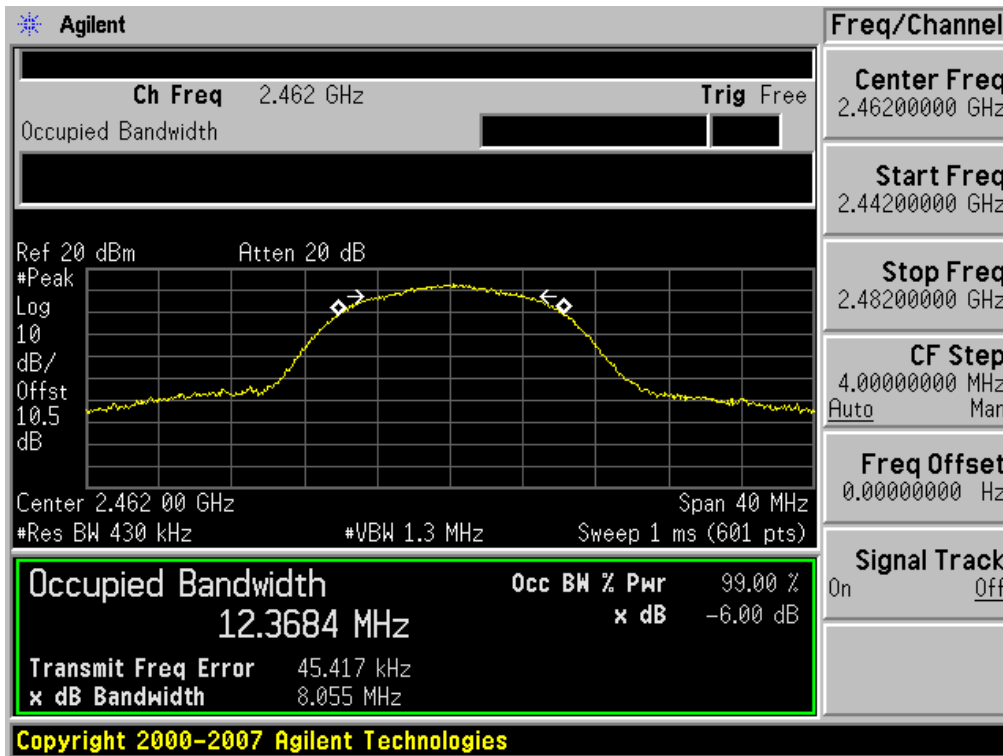 Agilent
Freq/Channel
Ch Freq 2.462 GHz
Trig Free
Occupied Bandwidth
Center Freq
2.46200000 GHz
Start Freq
2.44200000 GHz
Stop Freq
2.48200000 GHz
CF Step
4.00000000 MHz
Auto Man
Freq Offset
0.00000000 Hz
Signal Track
On Off
Ref 20 dBm
Atten 20 dB
#Peak
Log
10
dB/
Offst
10.5
dB
Center 2.462 00 GHz
Span 40 MHz
#Res BW 430 kHz
#VBW 1.3 MHz
Sweep 1 ms (601 pts)
Occupied Bandwidth
12.3684 MHz
Occ BW % Pwr 99.00 %
x dB -6.00 dB
Transmit Freq Error 45.417 kHz
x dB Bandwidth 8.055 MHz
Copyright 2000-2007 Agilent Technologies